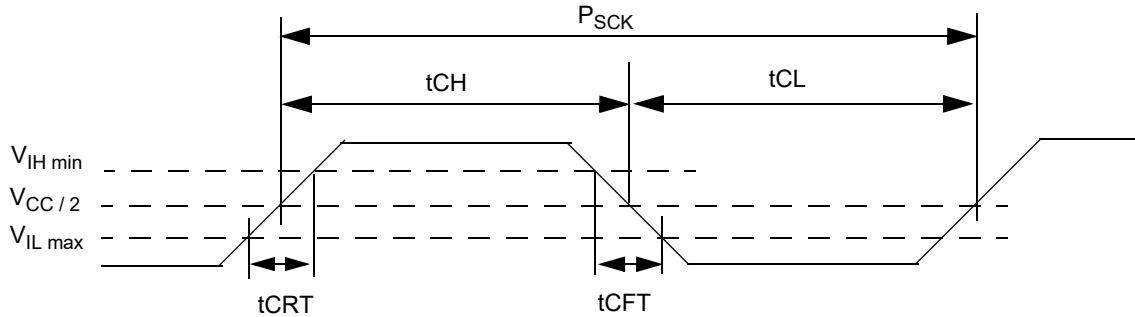 PSCK
tCH
tCL
VIH min
VCC / 2
VIL max
tCRT
tCFT